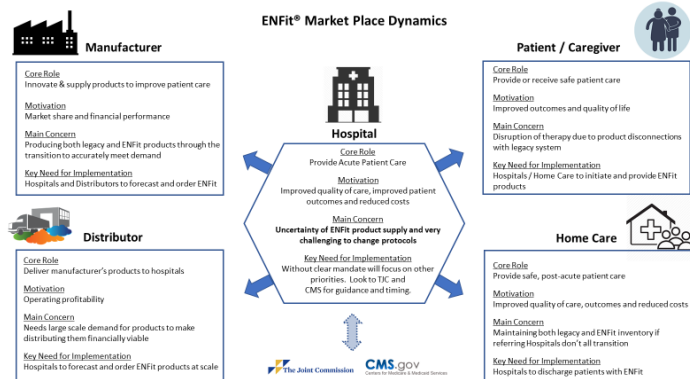 ENFit® Market Place Dynamics
Manufacturer
Core Role
Innovate & supply products to improve patient care
Motivation
Market share and financial performance
Main Concern
Producing both legacy and ENFit products through the
transition to accurately meet demand
Key Need for Implementation
Hospitals and Distributors to forecast and order ENFit
Patient / Caregiver
Core Role
Provide or receive safe patient care
Motivation
Improved outcomes and quality of life
Main Concern
Disruption of therapy due to product disconnections
with legacy system
Key Need for Implementation
Hospitals / Home Care to initiate and provide ENFit
products
Hospital
Core Role
Provide Acute Patient Care
Motivation
Improved quality of care, improved patient
outcomes and reduced costs
Main Concern
Uncertainty of ENFit product supply and very
challenging to change protocols
Key Need for Implementation
Without clear mandate will focus on other
priorities. Look to TJC and
CMS for guidance and timing.
Distributor
Core Role
Deliver manufacturer's products to hospitals
Motivation
Operating profitability
Main Concern
Needs large scale demand for products to make
distributing them financially viable
Key Need for Implementation
Hospitals to forecast and order ENFit products at scale
Home Care
Core Role
Provide safe, post-acute patient care
Motivation
Improved quality of care, outcomes and reduced costs
Main Concern
Maintaining both legacy and ENFit inventory if
referring Hospitals don't all transition
Key Need for Implementation
Hospitals to discharge patients with ENFit
The Joint Commission
CMS.gov
Centers for Medicare & Medicaid Services